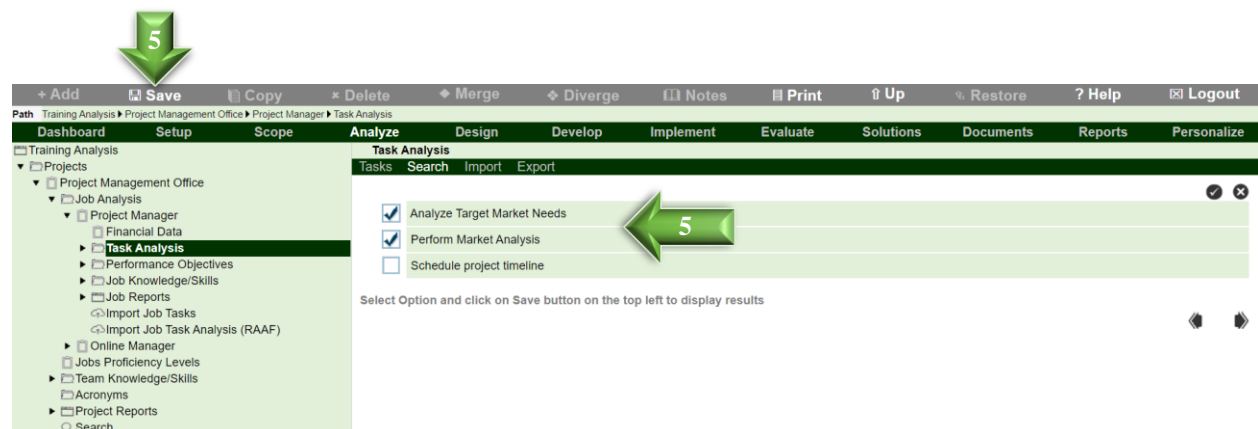 5
+ Add Save Copy × Delete Merge Diverge Notes Print Up Restore ? Help Logout
Path Training Analysis Project Management Office Project Manager Task Analysis
Dashboard Setup Scope Analyze Design Develop Implement Evaluate Solutions Documents Reports Personalize
Training Analysis
Projects
Project Management Office
Job Analysis
Project Manager
Financial Data
Task Analysis
Performance Objectives
Job Knowledge/Skills
Job Reports
Import Job Tasks
Import Job Task Analysis (RAAF)
Online Manager
Jobs Proficiency Levels
Team Knowledge/Skills
Acronyms
Project Reports
Search
Task Analysis
Tasks Search Import Export
Analyze Target Market Needs
5
Perform Market Analysis
Schedule project timeline
Select Option and click on Save button on the top left to display results